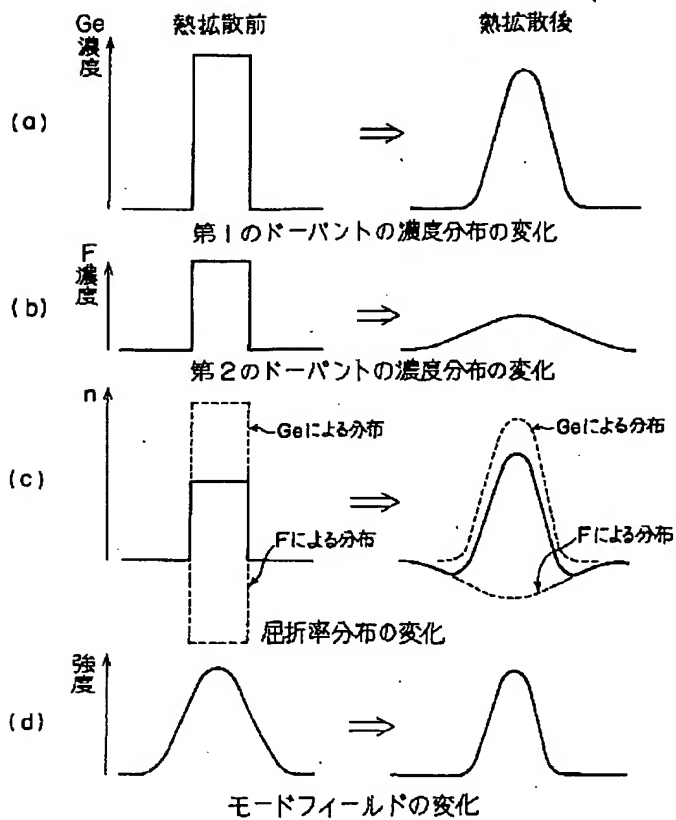 熱拡散前
熱拡散後
Ge
濃度
(a)
第1のドーパントの濃度分布の変化
F
濃度
(b)
第2のドーパントの濃度分布の変化
n
Geによる分布
Geによる分布
(c)
Fによる分布
Fによる分布
屈折率分布の変化
強度
(d)
モードフィールドの変化